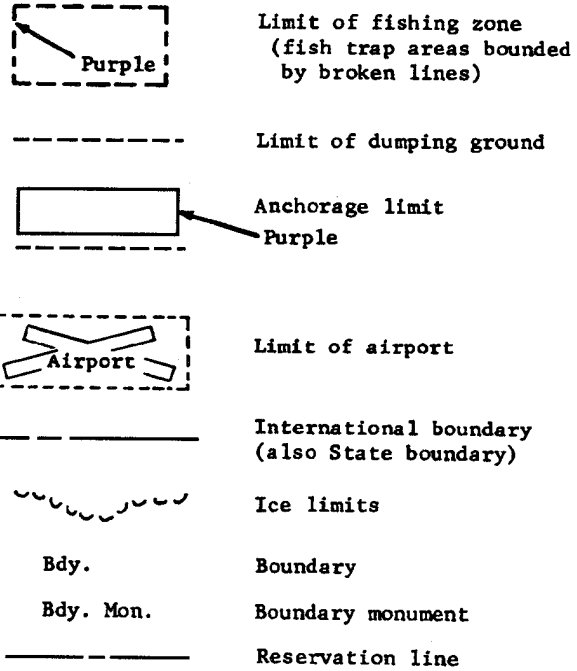 Purple
Limit of fishing zone
(fish trap areas bounded
by broken lines)
Limit of dumping ground
Anchorage limit
Purple
Airport
Limit of airport
International boundary
(also State boundary)
Ice limits
Bdy.
Boundary
Bdy. Mon.
Boundary monument
Reservation line